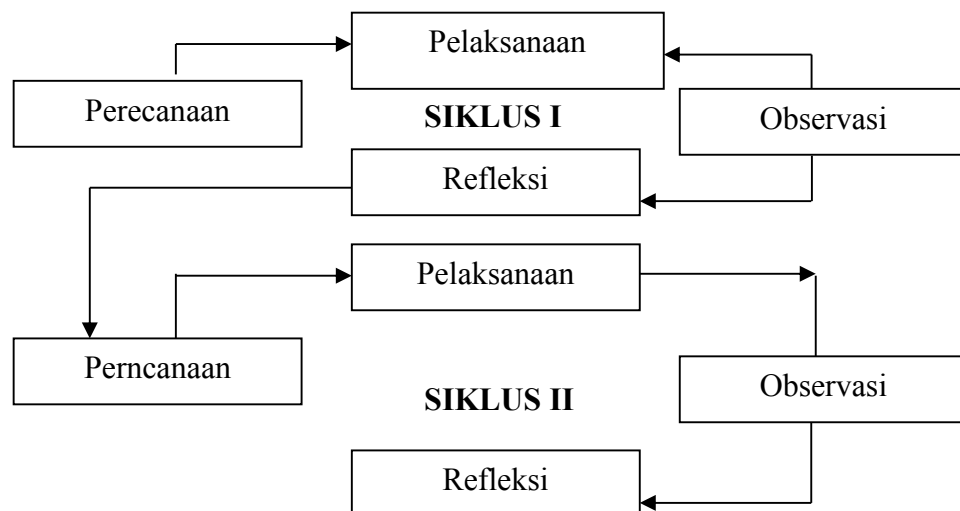 Pelaksanaan
Perecanaan
SIKLUS I
Observasi
Refleksi
Pelaksanaan
Perncanaan
Observasi
SIKLUS II
Refleksi